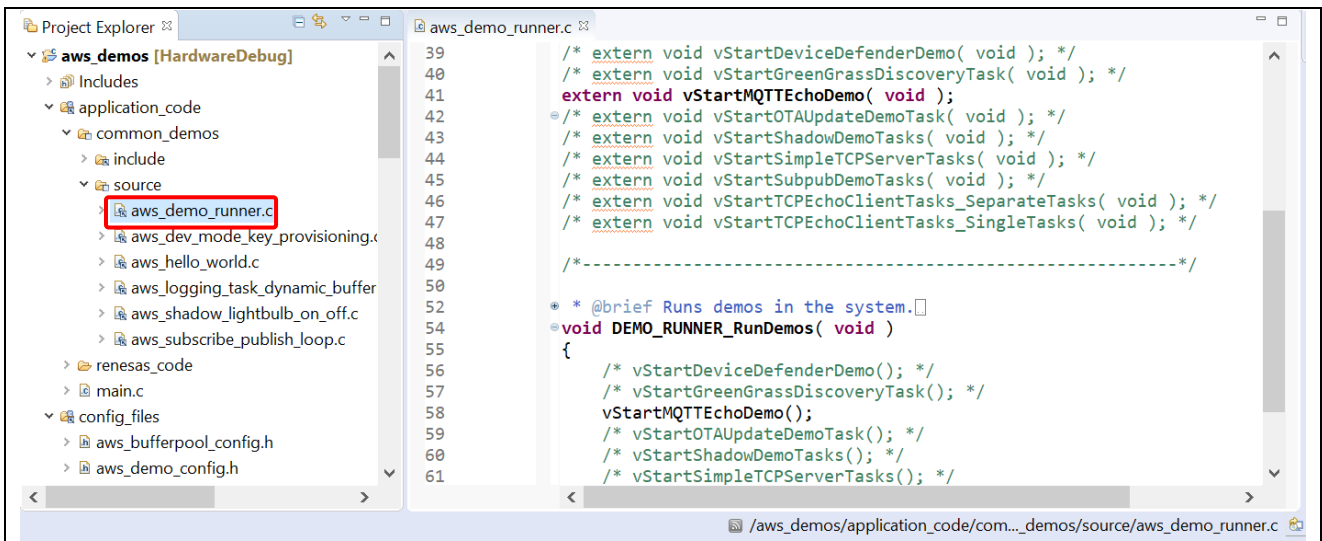 Project Explorer
aws_demos [HardwareDebug]
Includes
application_code
common_demos
include
source
aws_demo_runner.c
aws_dev_mode_key_provisioning.c
aws_hello_world.c
aws_logging_task_dynamic_buffer
aws_shadow_lightbulb_on_off.c
aws_subscribe_publish_loop.c
renesas_code
main.c
config_files
aws_bufferpool_config.h
aws_demo_config.h
aws_demo_runner.c
39 /* extern void vStartDeviceDefenderDemo( void ); */
40 /* extern void vStartGreenGrassDiscoveryTask( void ); */
41 extern void vStartMQTTEchoDemo( void );
42 /* extern void vStartOTAUpdateDemoTask( void ); */
43 /* extern void vStartShadowDemoTasks( void ); */
44 /* extern void vStartSimpleTCPServerTasks( void ); */
45 /* extern void vStartSubpubDemoTasks( void ); */
46 /* extern void vStartTCPEchoClientTasks_SeparateTasks( void ); */
47 /* extern void vStartTCPEchoClientTasks_SingleTasks( void ); */
48
49 /*-----------------------------------------------------------*/
50
52 * @brief Runs demos in the system.
54 void DEMO_RUNNER_RunDemos( void )
55 {
56 /* vStartDeviceDefenderDemo(); */
57 /* vStartGreenGrassDiscoveryTask(); */
58 vStartMQTTEchoDemo();
59 /* vStartOTAUpdateDemoTask(); */
60 /* vStartShadowDemoTasks(); */
61 /* vStartSimpleTCPServerTasks(); */
/aws_demos/application_code/com..._demos/source/aws_demo_runner.c